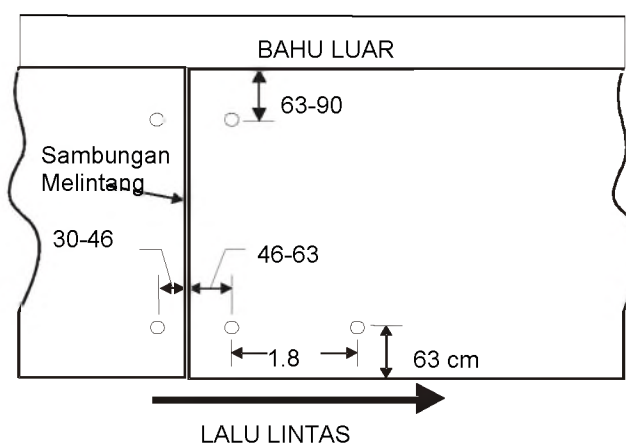 BAHU LUAR
63-90
Sambungan
Melintang
30-46
46-63
1.8
63 cm
LALU LINTAS